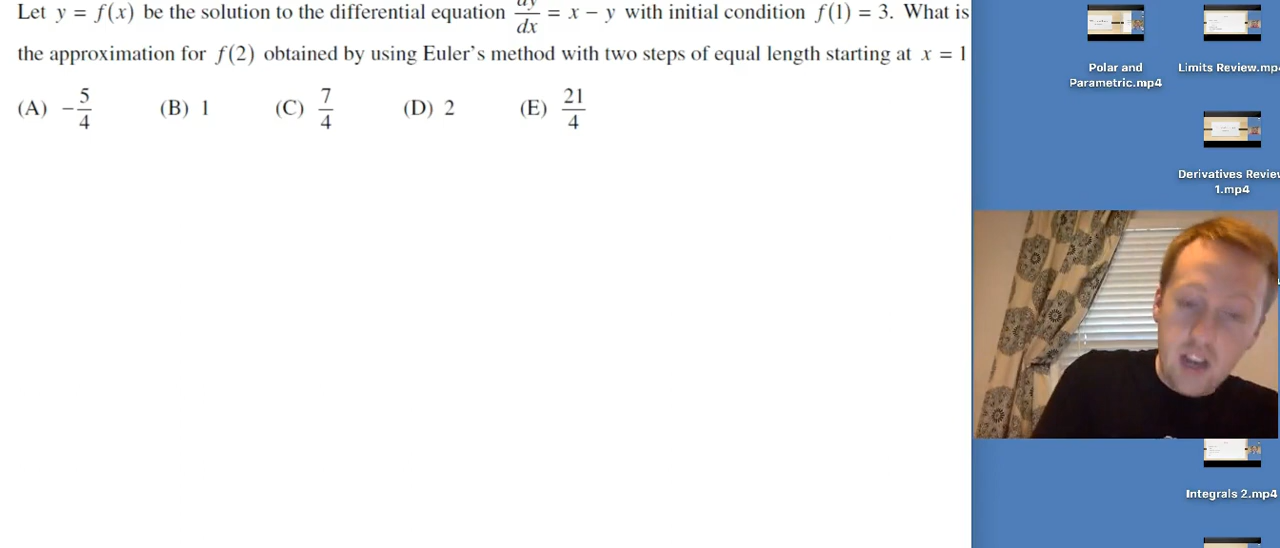 Let y = f(x) be the solution to the differential equation dy/dx = x − y with initial condition f(1) = 3. What is
the approximation for f(2) obtained by using Euler's method with two steps of equal length starting at x = 1
(A) −5/4 (B) 1 (C) 7/4 (D) 2 (E) 21/4
Polar and
Parametric.mp4
Limits Review.mp4
Derivatives Review
1.mp4
Integrals 2.mp4